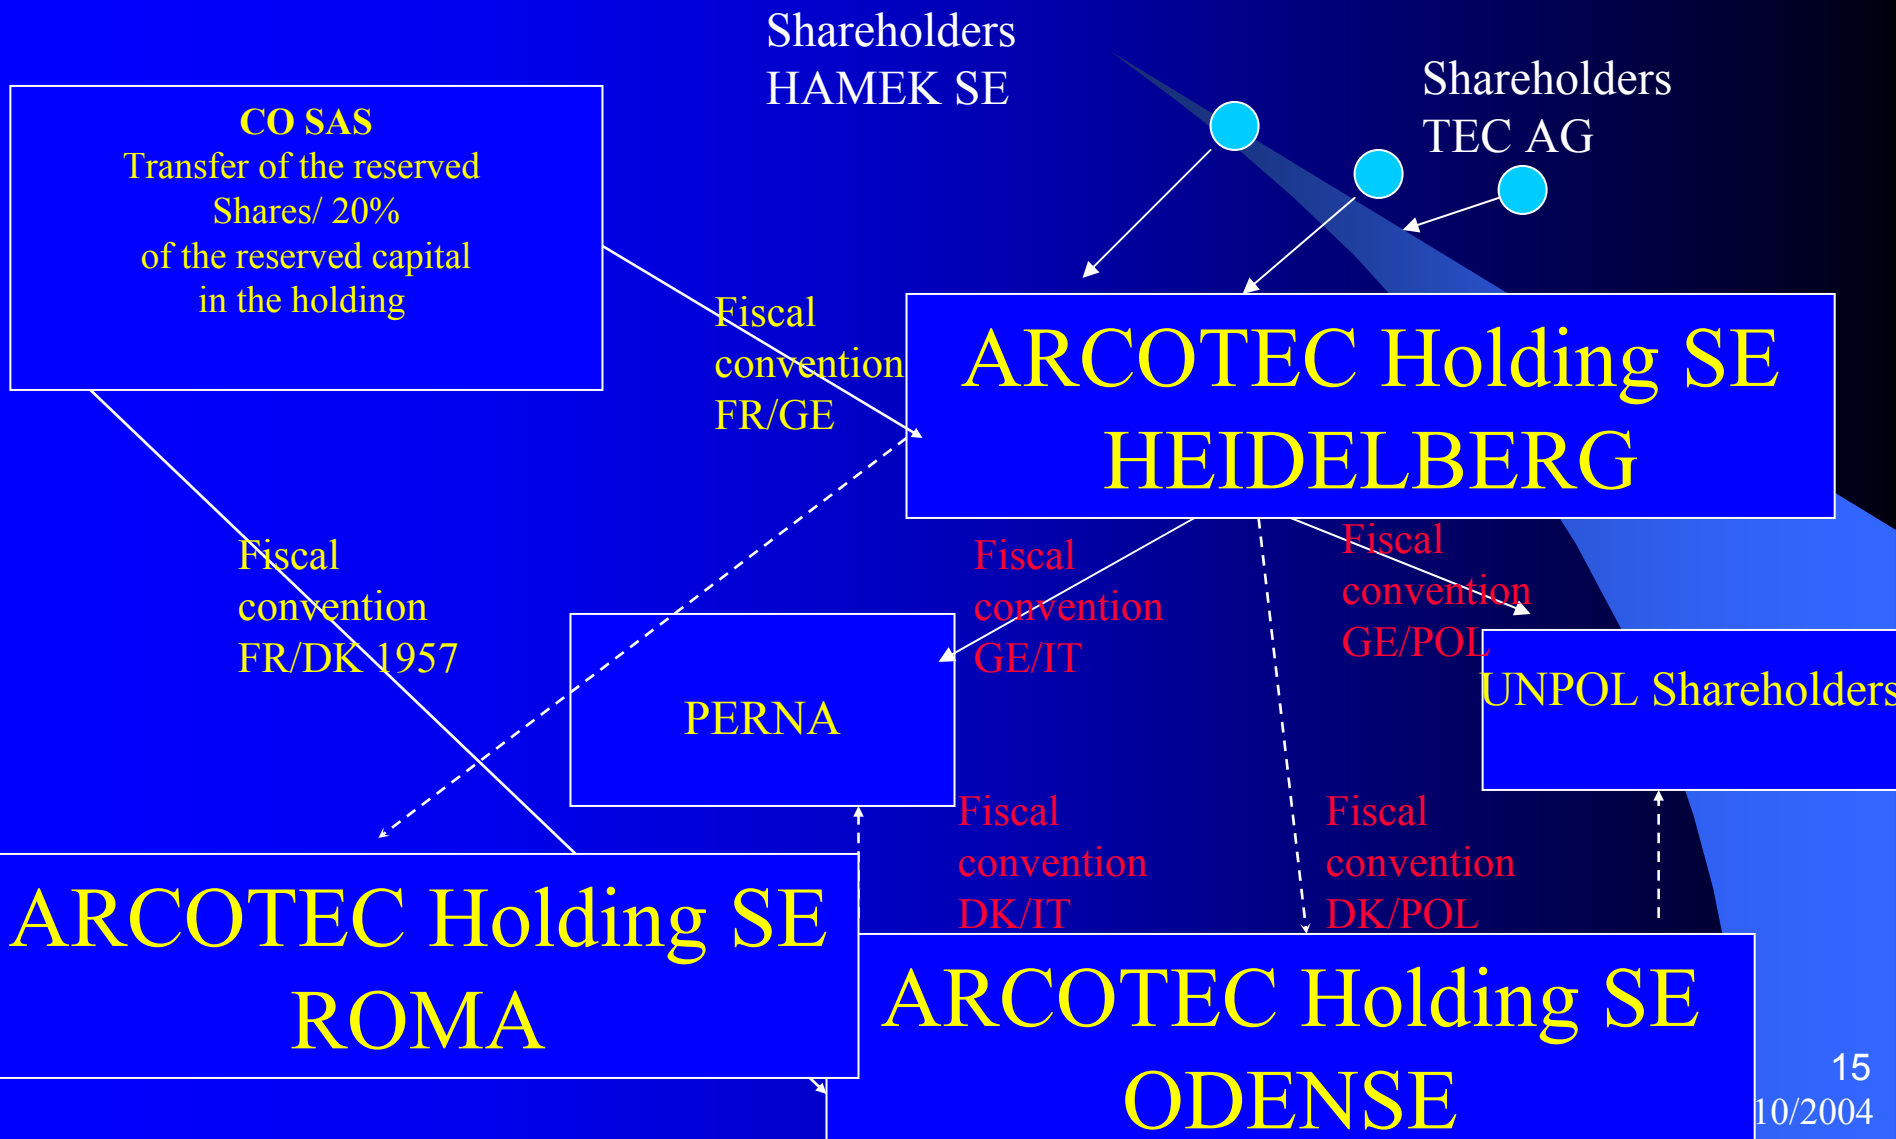 Shareholders
HAMEK SE
Shareholders
TEC AG
CO SAS
Transfer of the reserved
Shares/ 20%
of the reserved capital
in the holding
Fiscal
convention
FR/GE
ARCOTEC Holding SE
HEIDELBERG
Fiscal
convention
FR/DK 1957
Fiscal
convention
GE/IT
Fiscal
convention
GE/POL
PERNA
UNPOL Shareholders
Fiscal
convention
DK/IT
Fiscal
convention
DK/POL
ARCOTEC Holding SE
ROMA
ARCOTEC Holding SE
ODENSE
15
10/2004